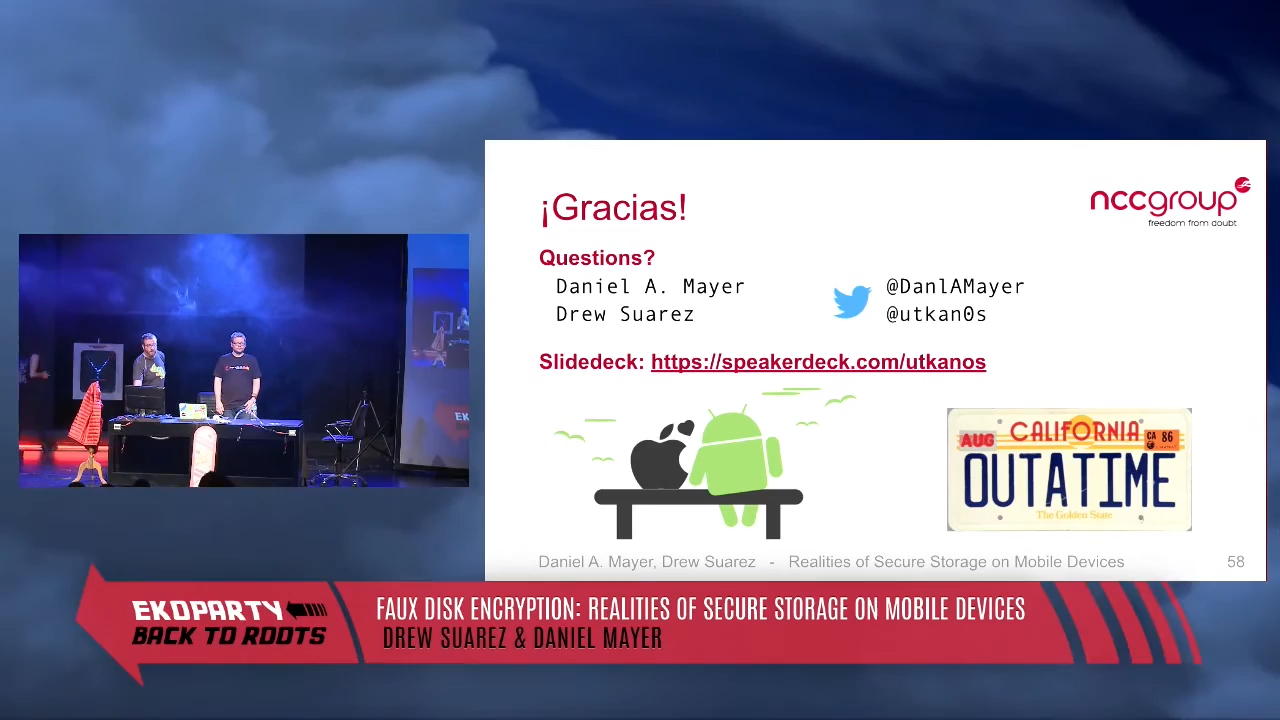 ¡Gracias!
nccgroup
freedom from doubt
Questions?
Daniel A. Mayer @DanlAMayer
Drew Suarez @utkan0s
Slidedeck: https://speakerdeck.com/utkanos
AUG CALIFORNIA CA 86
OUTATIME
The Golden State
Daniel A. Mayer, Drew Suarez - Realities of Secure Storage on Mobile Devices 58
EKOPARTY
BACK TO ROOTS
FAUX DISK ENCRYPTION: REALITIES OF SECURE STORAGE ON MOBILE DEVICES
DREW SUAREZ & DANIEL MAYER